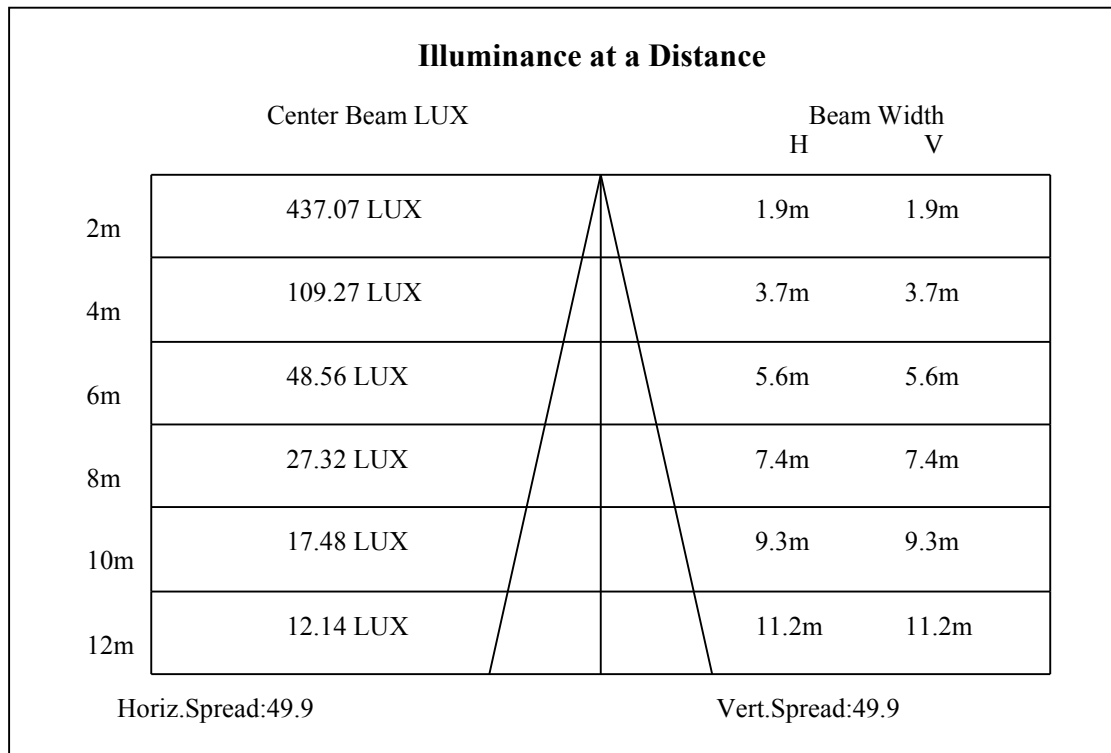 Illuminance at a Distance
Center Beam LUX Beam Width
H V
2m 437.07 LUX 1.9m 1.9m
4m 109.27 LUX 3.7m 3.7m
6m 48.56 LUX 5.6m 5.6m
8m 27.32 LUX 7.4m 7.4m
10m 17.48 LUX 9.3m 9.3m
12m 12.14 LUX 11.2m 11.2m
Horiz.Spread:49.9 Vert.Spread:49.9